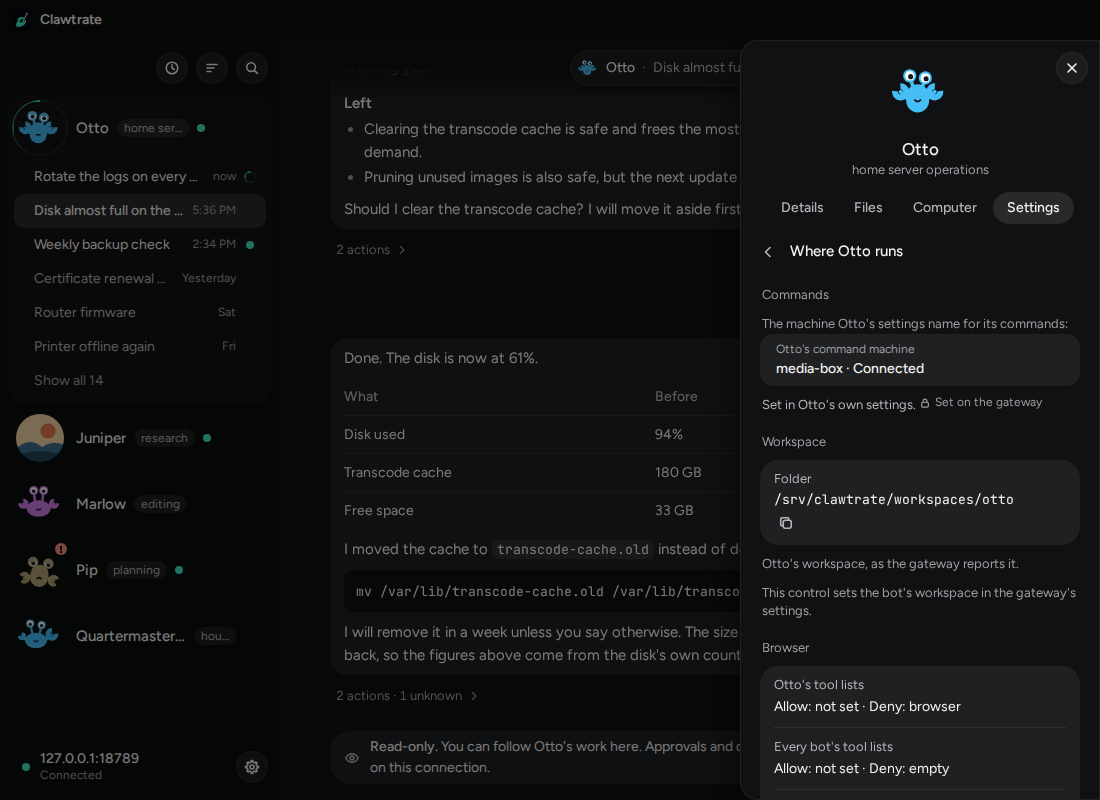 Clawtrate
Otto
home ser...
Rotate the logs on every ...
now
Disk almost full on the ...
5:36 PM
Weekly backup check
2:34 PM
Certificate renewal ...
Yesterday
Router firmware
Sat
Printer offline again
Fri
Show all 14
Juniper
research
Marlow
editing
Pip
planning
Quartermaster...
hou...
127.0.0.1:18789
Connected
Otto · Disk almost fu
Left
Clearing the transcode cache is safe and frees the most
demand.
Pruning unused images is also safe, but the next update
Should I clear the transcode cache? I will move it aside first
2 actions
Done. The disk is now at 61%.
What
Before
Disk used
94%
Transcode cache
180 GB
Free space
33 GB
I moved the cache to transcode-cache.old instead of d
mv /var/lib/transcode-cache.old /var/lib/transco
I will remove it in a week unless you say otherwise. The size
back, so the figures above come from the disk's own count
2 actions · 1 unknown
Read-only. You can follow Otto's work here. Approvals and c
on this connection.
Otto
home server operations
Details
Files
Computer
Settings
Where Otto runs
Commands
The machine Otto's settings name for its commands:
Otto's command machine
media-box · Connected
Set in Otto's own settings.
Set on the gateway
Workspace
Folder
/srv/clawtrate/workspaces/otto
Otto's workspace, as the gateway reports it.
This control sets the bot's workspace in the gateway's
settings.
Browser
Otto's tool lists
Allow: not set · Deny: browser
Every bot's tool lists
Allow: not set · Deny: empty